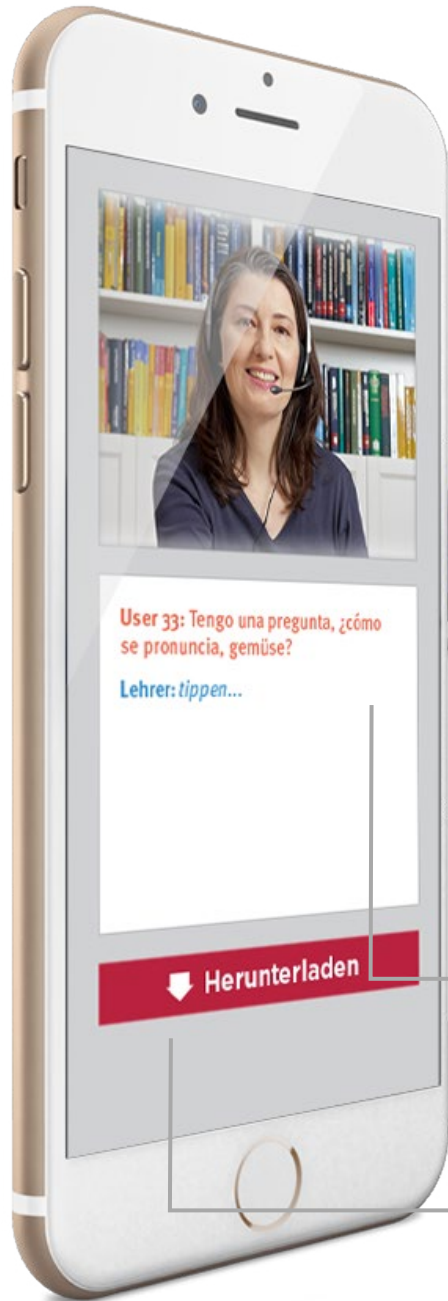 User 33: Tengo una pregunta, ¿cómo
se pronuncia, gemüse?
Lehrer: tippen...
Herunterladen